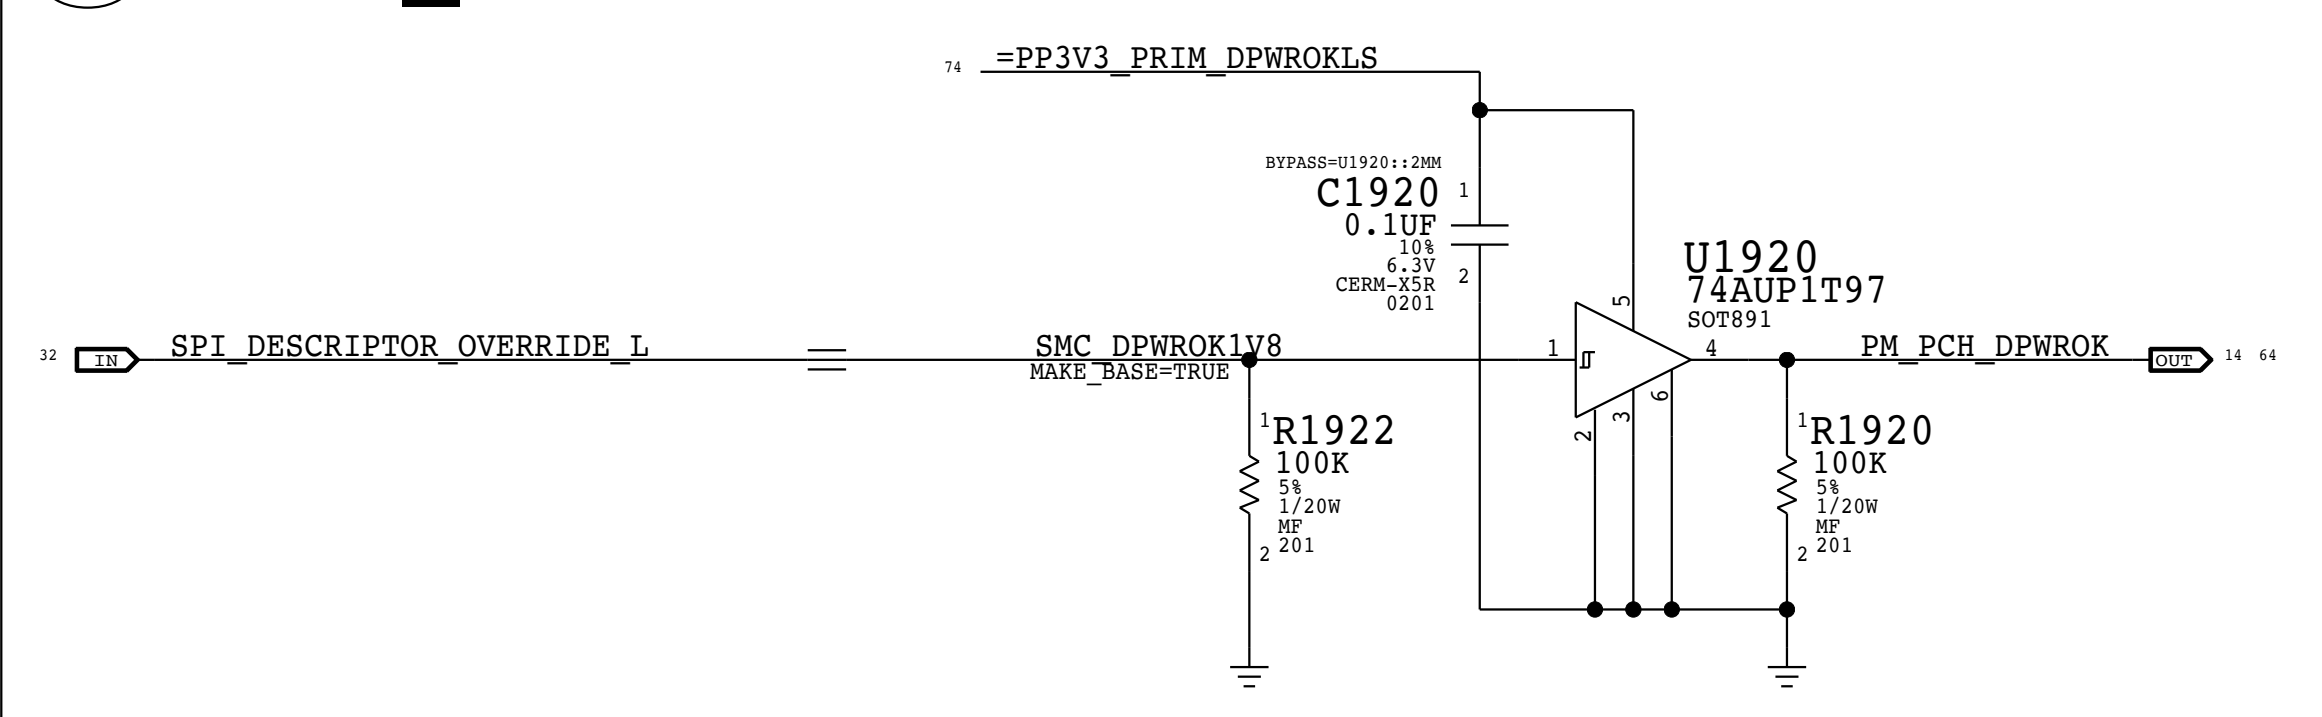 74 =PP3V3_PRIM_DPWROKLS
BYPASS=U1920::2MM
C1920
1
0.1UF
10%
6.3V
CERM-X5R
0201
2
U1920
74AUP1T97
SOT891
5
32 IN SPI_DESCRIPTOR_OVERRIDE_L
SMC_DPWROK1V8
MAKE_BASE=TRUE
1
4
PM_PCH_DPWROK OUT 14 64
2
3
6
1
R1922
100K
5%
1/20W
MF
201
2
1
R1920
100K
5%
1/20W
MF
201
2